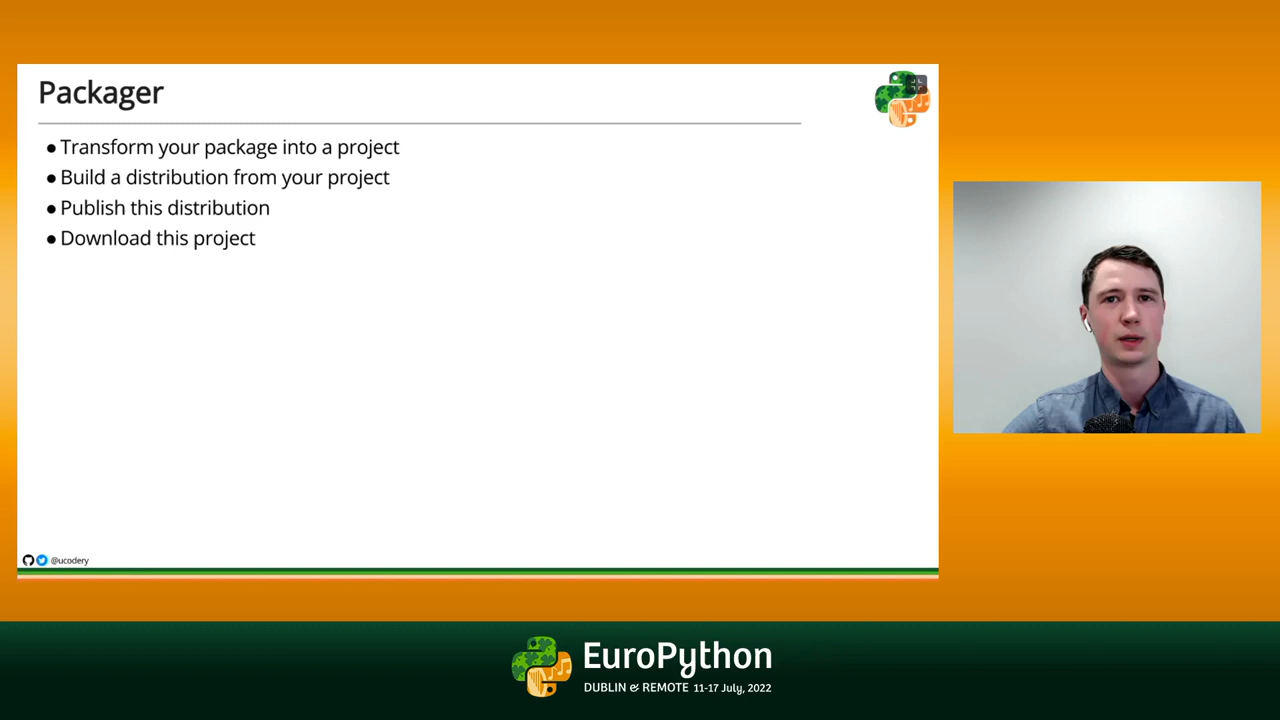 Packager
● Transform your package into a project
● Build a distribution from your project
● Publish this distribution
● Download this project
@ucodery
EuroPython
DUBLIN & REMOTE 11-17 July, 2022